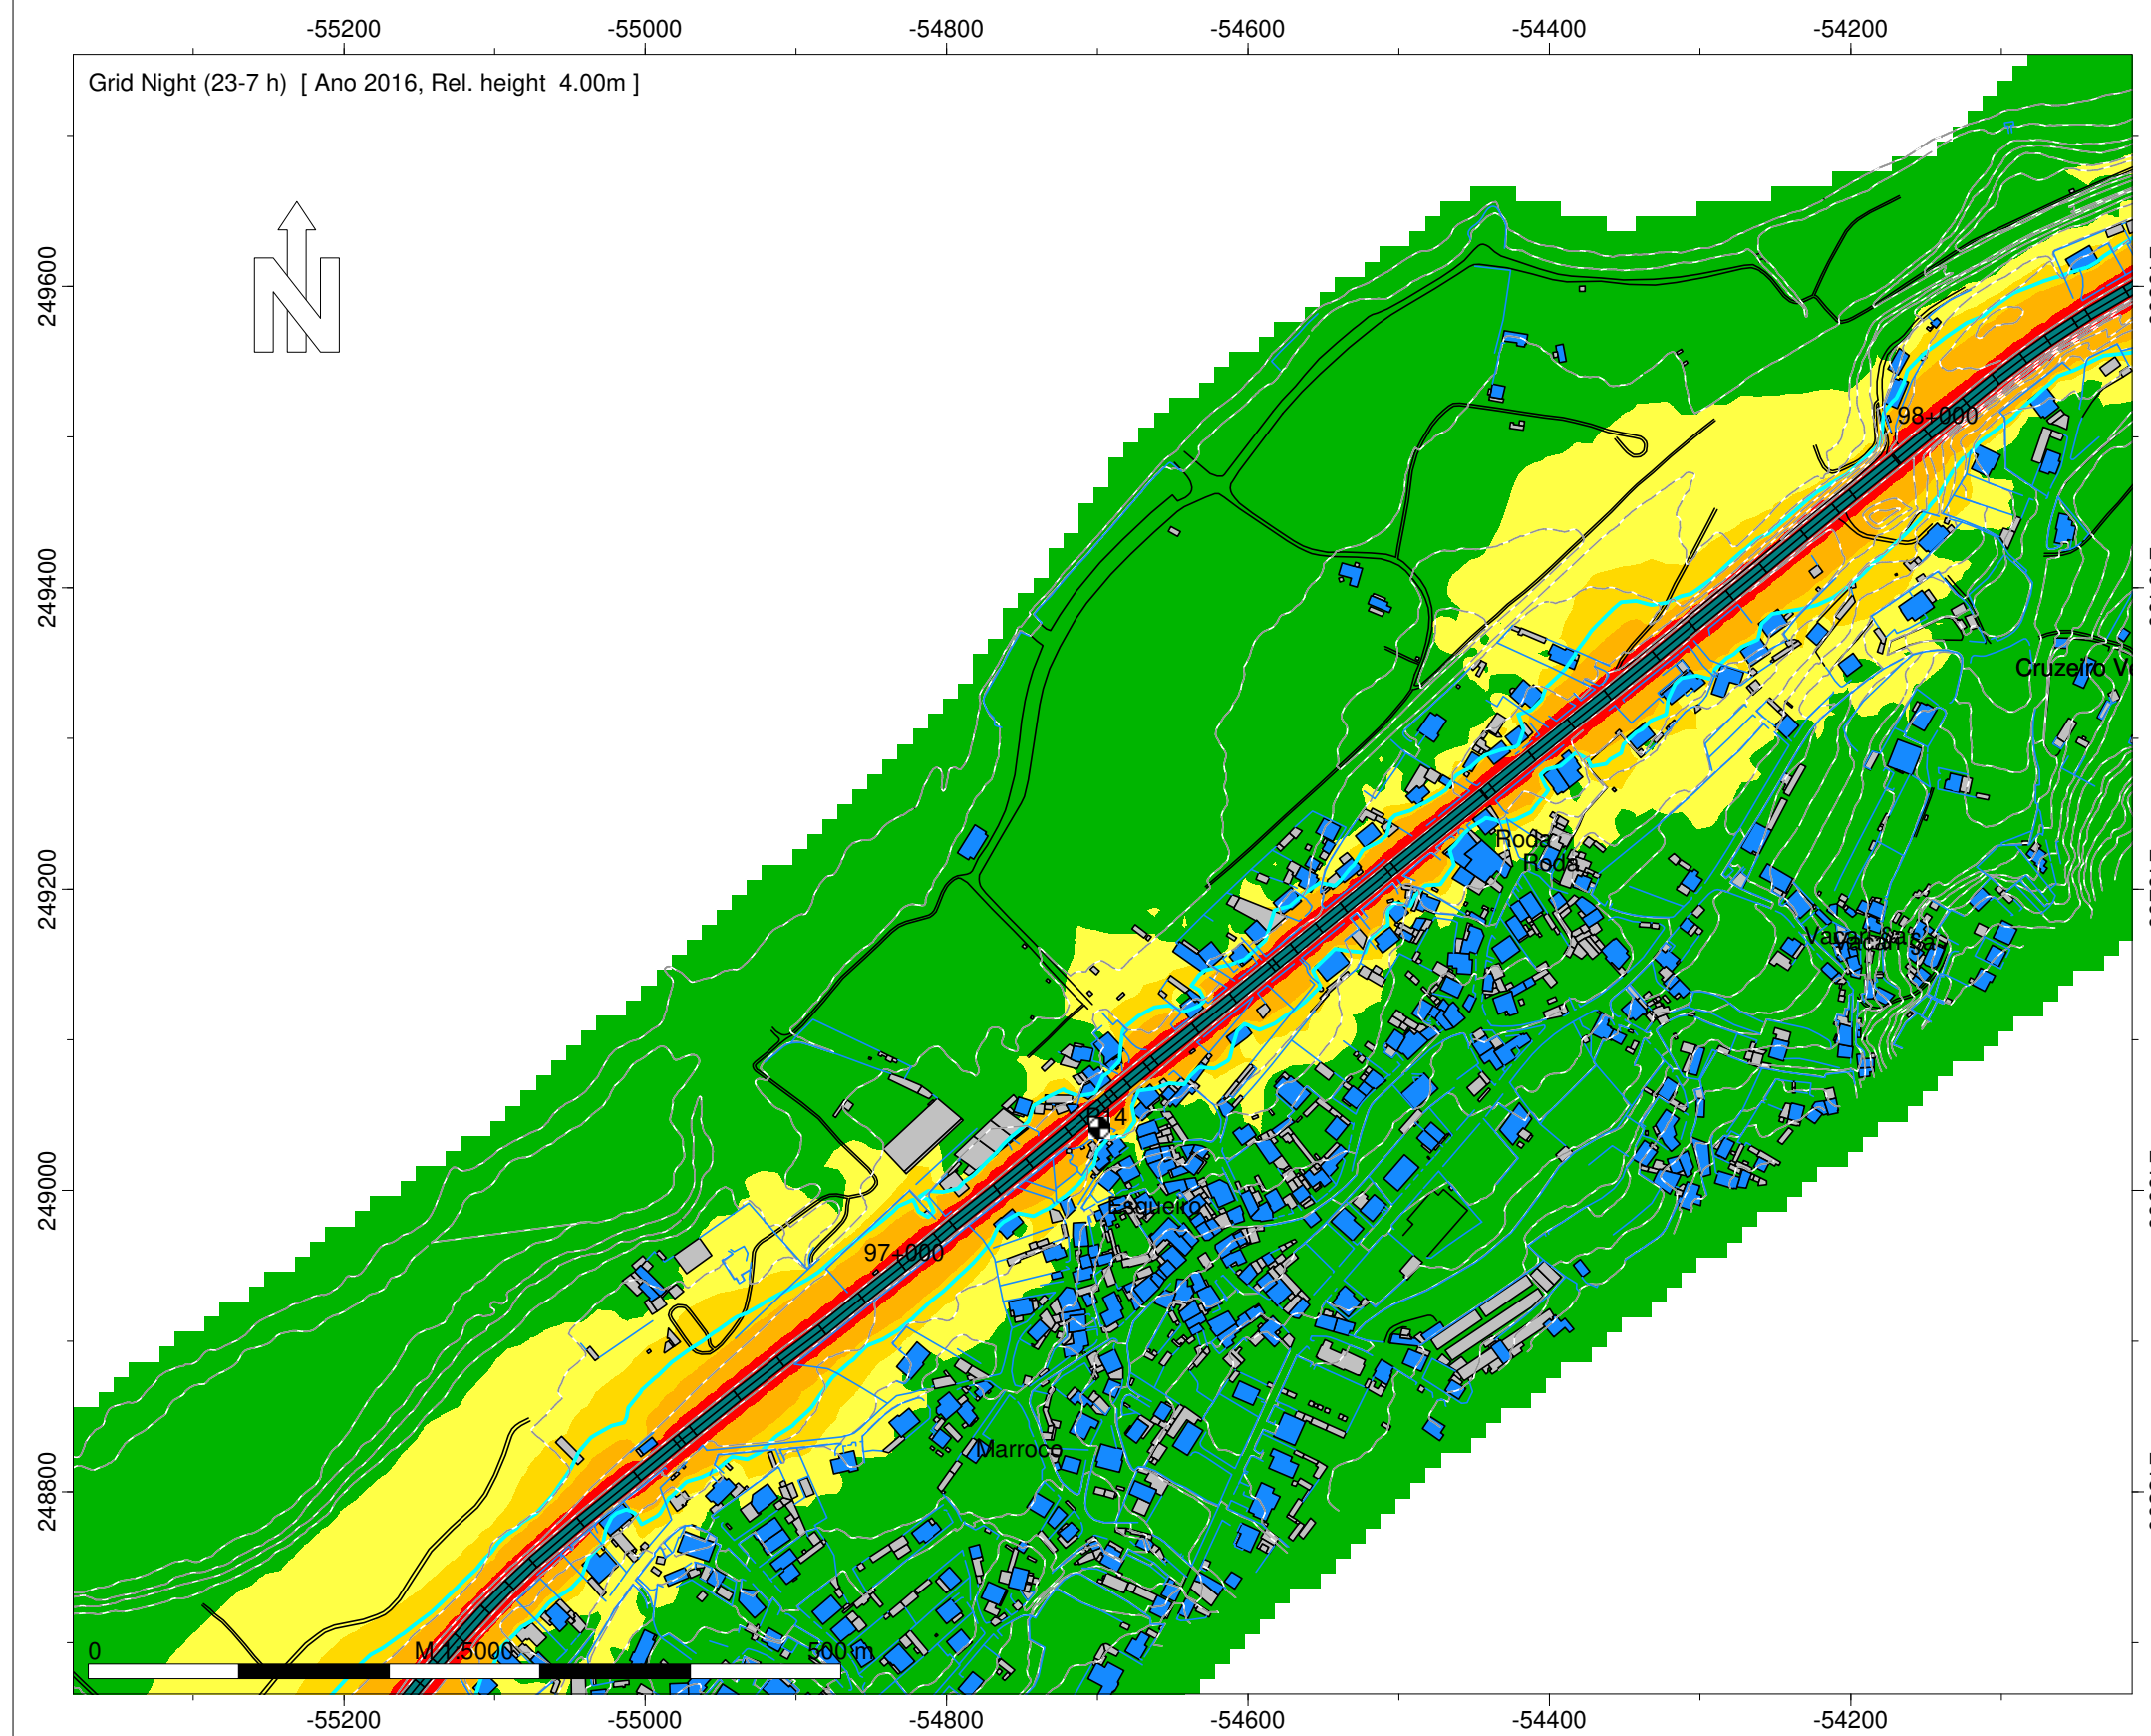 -55200 -55000 -54800 -54600 -54400 -54200
Grid Night (23-7 h) [ Ano 2016, Rel. height 4.00m ]
N
249600
98+000
249400
Cruzeiro
Roda
Roda
249200
249000
Esgueiro
97+000
Marroco
248800
0 M 1:5000 500 m
-55200 -55000 -54800 -54600 -54400 -54200